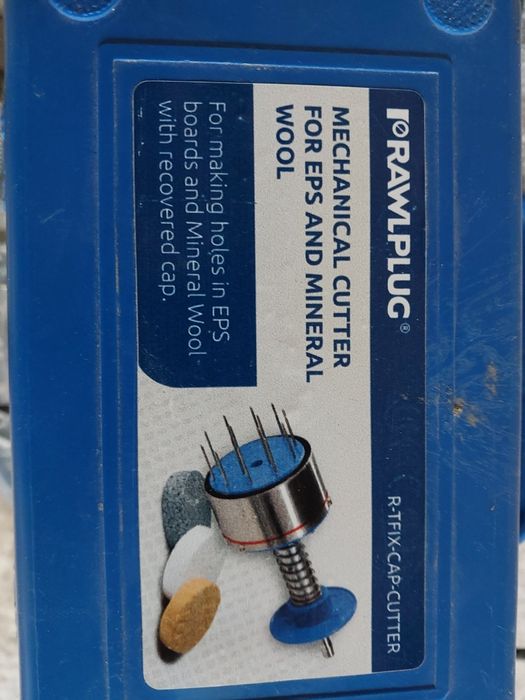 RAWLPLUG®
R-TFIX-CAP-CUTTER
MECHANICAL CUTTER
FOR EPS AND MINERAL
WOOL
For making holes in EPS
boards and Mineral Wool
with recovered cap.